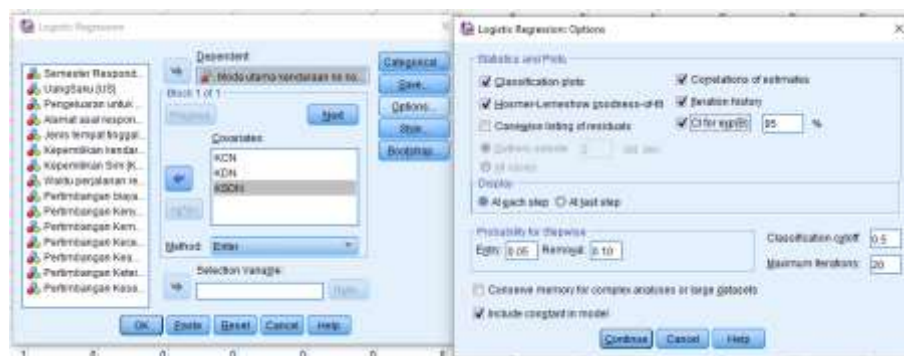 Logistic Regression
Dependent:
Moda utama kendaraan ke
Semester Respond...
UangSaku [US]
Pengeluaran untuk ...
Alamat asal respon...
Jenis tempat tinggal...
Kepemilikan kendar...
Kepemilikan Sim [K...
Waktu perjalanan re...
Pertimbangan biaya...
Pertimbangan Keny...
Pertimbangan Kem...
Pertimbangan Kece...
Pertimbangan Kea...
Pertimbangan Keter...
Pertimbangan Kese...
Block 1 of 1
Previous
Next
Covariates:
KCN
KDN
Method:
Enter
Selection Variable:
Rule...
Categorical...
Save...
Options...
Style...
Bootstrap...
OK
Paste
Reset
Cancel
Help
Logistic Regression: Options
Statistics and Plots
Classification plots
Correlations of estimates
Hosmer-Lemeshow goodness-of-fit
Iteration history
Casewise listing of residuals
CI for exp(B): 95 %
Outliers outside 2 std. dev.
All cases
Display
At each step
At last step
Probability for Stepwise
Entry: 0.05
Removal: 0.10
Classification cutoff: 0.5
Maximum Iterations: 20
Conserve memory for complex analyses or large datasets
Include constant in model
Continue
Cancel
Help